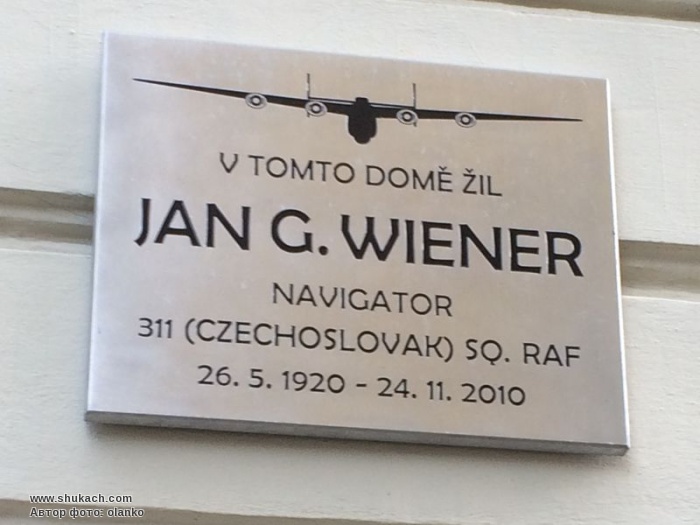 V TOMTO DOMĚ ŽIL
JAN G. WIENER
NAVIGATOR
311 (CZECHOSLOVAK) SQ. RAF
26. 5. 1920 - 24. 11. 2010
www.shukach.com
Автор фото: olanko